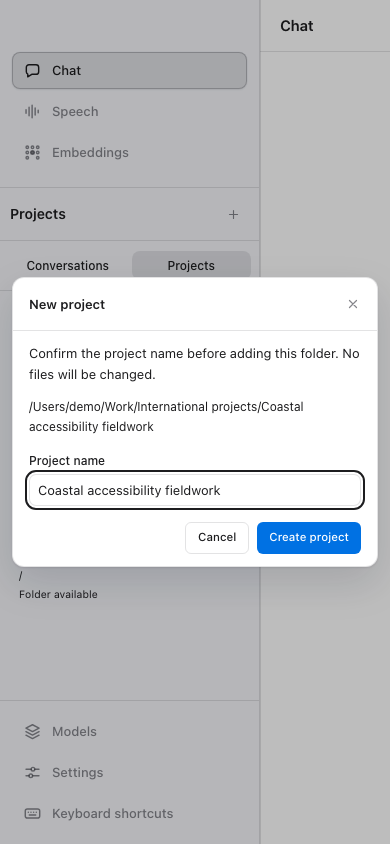 Chat
Chat
Speech
Embeddings
Projects
Conversations
Projects
New project
Confirm the project name before adding this folder. No
files will be changed.
/Users/demo/Work/International projects/Coastal
accessibility fieldwork
Project name
Coastal accessibility fieldwork
Cancel
Create project
/
Folder available
Models
Settings
Keyboard shortcuts